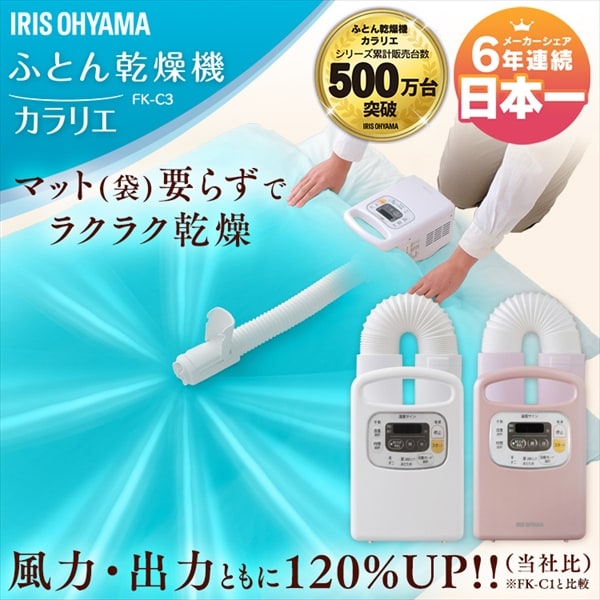 IRIS OHYAMA
ふとん乾燥機
カラリエ
FK-C3
ふとん乾燥機
カラリエ
シリーズ累計販売台数
500万台
突破
IRIS OHYAMA
メーカーシェア
6年連続
日本一
マット(袋)要らずで
ラクラク乾燥
IRIS OHYAMA
風力・出力ともに120%UP!!(当社比)
※FK-C1と比較